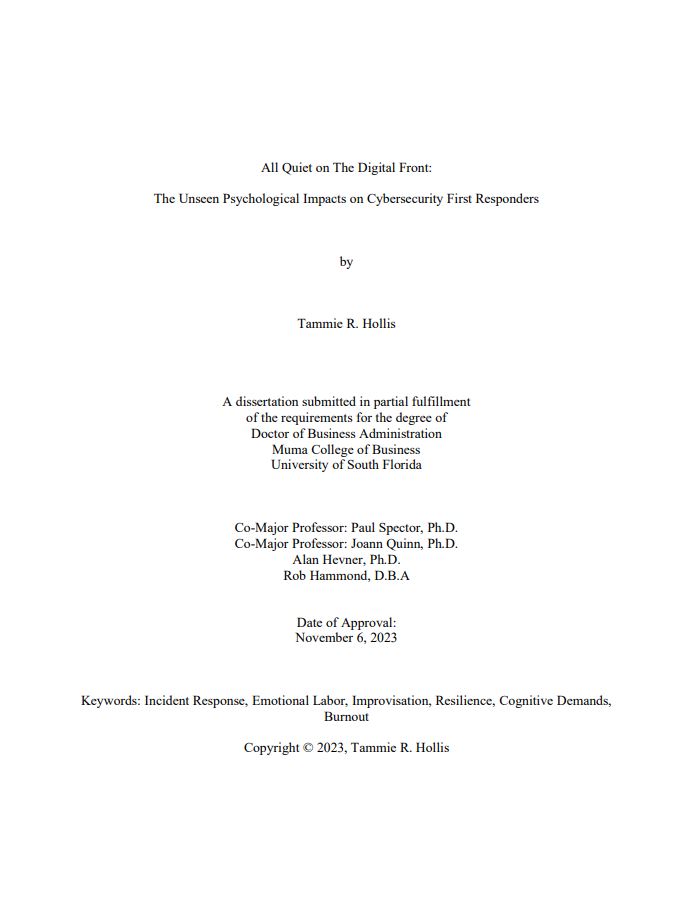 All Quiet on The Digital Front:
The Unseen Psychological Impacts on Cybersecurity First Responders
by
Tammie R. Hollis
A dissertation submitted in partial fulfillment
of the requirements for the degree of
Doctor of Business Administration
Muma College of Business
University of South Florida
Co-Major Professor: Paul Spector, Ph.D.
Co-Major Professor: Joann Quinn, Ph.D.
Alan Hevner, Ph.D.
Rob Hammond, D.B.A
Date of Approval:
November 6, 2023
Keywords: Incident Response, Emotional Labor, Improvisation, Resilience, Cognitive Demands,
Burnout
Copyright © 2023, Tammie R. Hollis